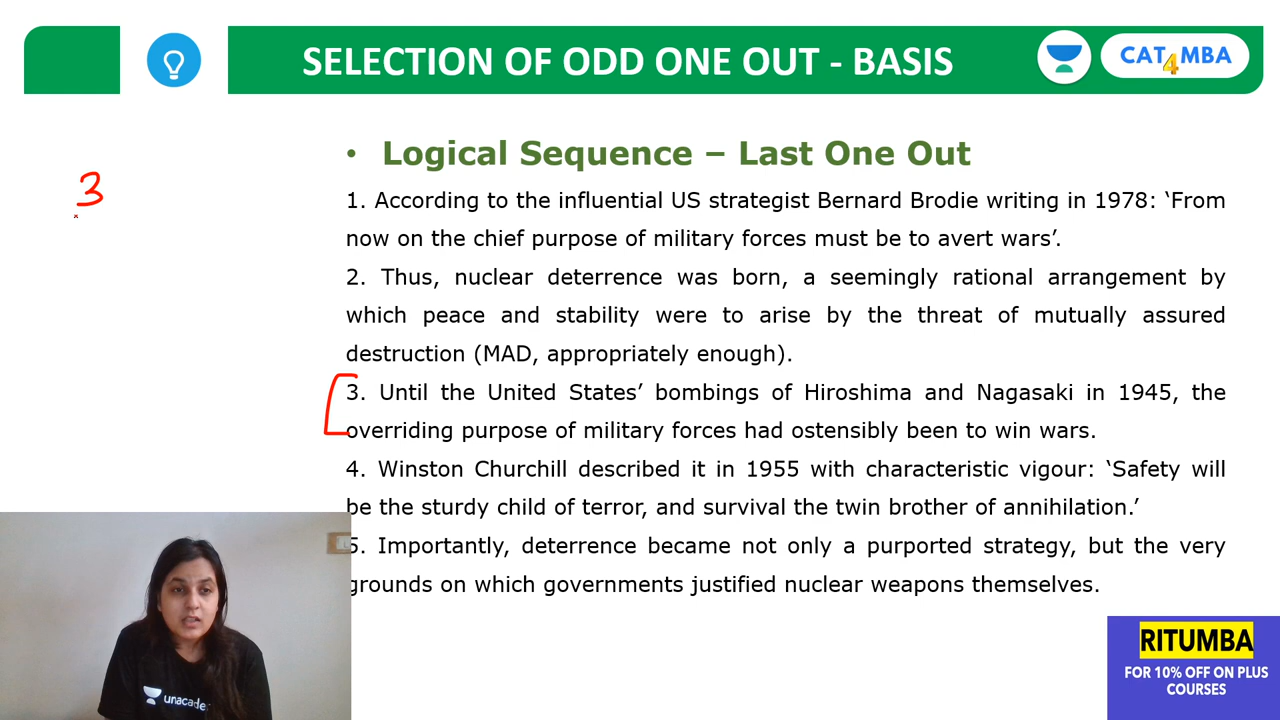 SELECTION OF ODD ONE OUT - BASIS
CAT4MBA
• Logical Sequence – Last One Out
3
1. According to the influential US strategist Bernard Brodie writing in 1978: ‘From
now on the chief purpose of military forces must be to avert wars’.
2. Thus, nuclear deterrence was born, a seemingly rational arrangement by
which peace and stability were to arise by the threat of mutually assured
destruction (MAD, appropriately enough).
3. Until the United States’ bombings of Hiroshima and Nagasaki in 1945, the
overriding purpose of military forces had ostensibly been to win wars.
4. Winston Churchill described it in 1955 with characteristic vigour: ‘Safety will
be the sturdy child of terror, and survival the twin brother of annihilation.’
5. Importantly, deterrence became not only a purported strategy, but the very
grounds on which governments justified nuclear weapons themselves.
RITUMBA
FOR 10% OFF ON PLUS
COURSES